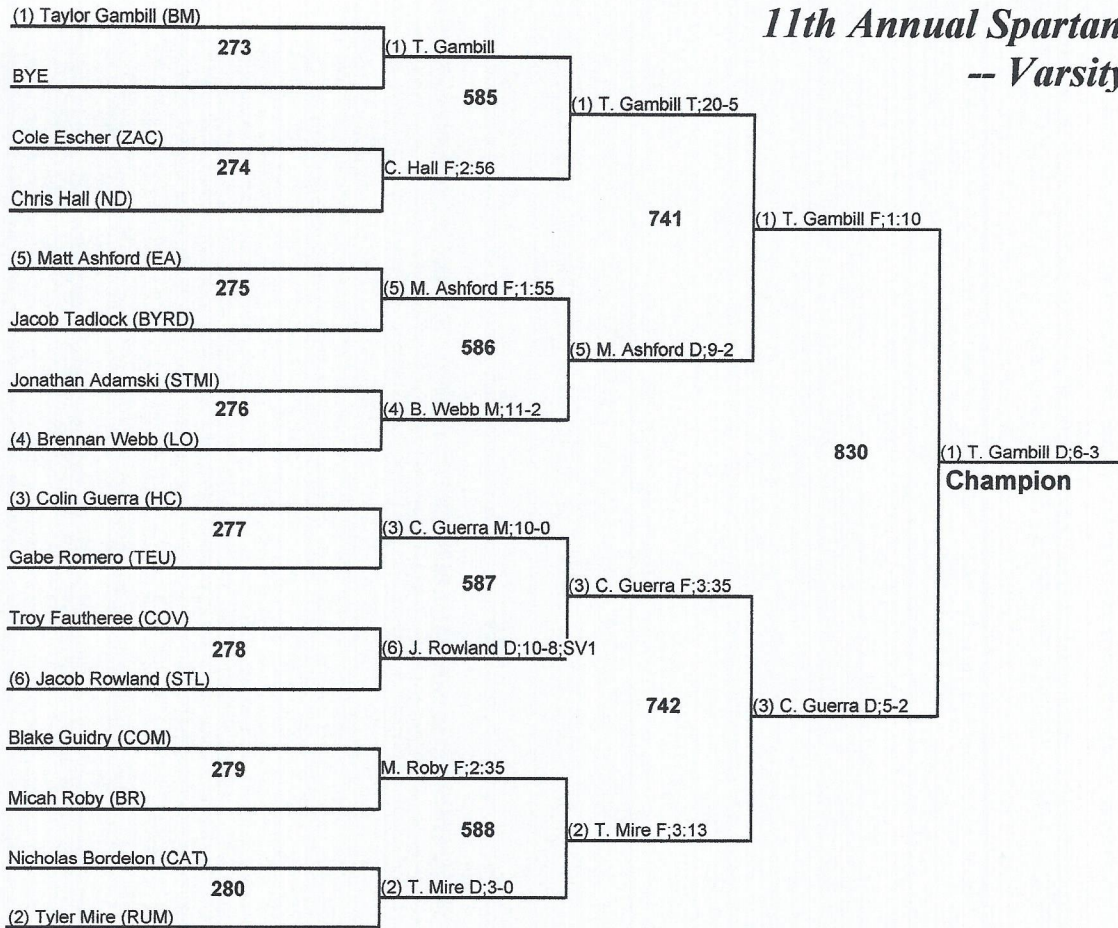 11th Annual Spartan
-- Varsity
(1) Taylor Gambill (BM)
273
BYE
(1) T. Gambill
585
Cole Escher (ZAC)
274
Chris Hall (ND)
C. Hall F;2:56
(1) T. Gambill T;20-5
741
(5) Matt Ashford (EA)
275
Jacob Tadlock (BYRD)
(5) M. Ashford F;1:55
586
Jonathan Adamski (STMI)
276
(4) Brennan Webb (LO)
(4) B. Webb M;11-2
(5) M. Ashford D;9-2
(1) T. Gambill F;1:10
830
(1) T. Gambill D;6-3
Champion
(3) Colin Guerra (HC)
277
Gabe Romero (TEU)
(3) C. Guerra M;10-0
587
Troy Fautheree (COV)
278
(6) Jacob Rowland (STL)
(6) J. Rowland D;10-8;SV1
(3) C. Guerra F;3:35
742
(3) C. Guerra D;5-2
Blake Guidry (COM)
279
Micah Roby (BR)
M. Roby F;2:35
588
Nicholas Bordelon (CAT)
280
(2) Tyler Mire (RUM)
(2) T. Mire D;3-0
(2) T. Mire F;3:13